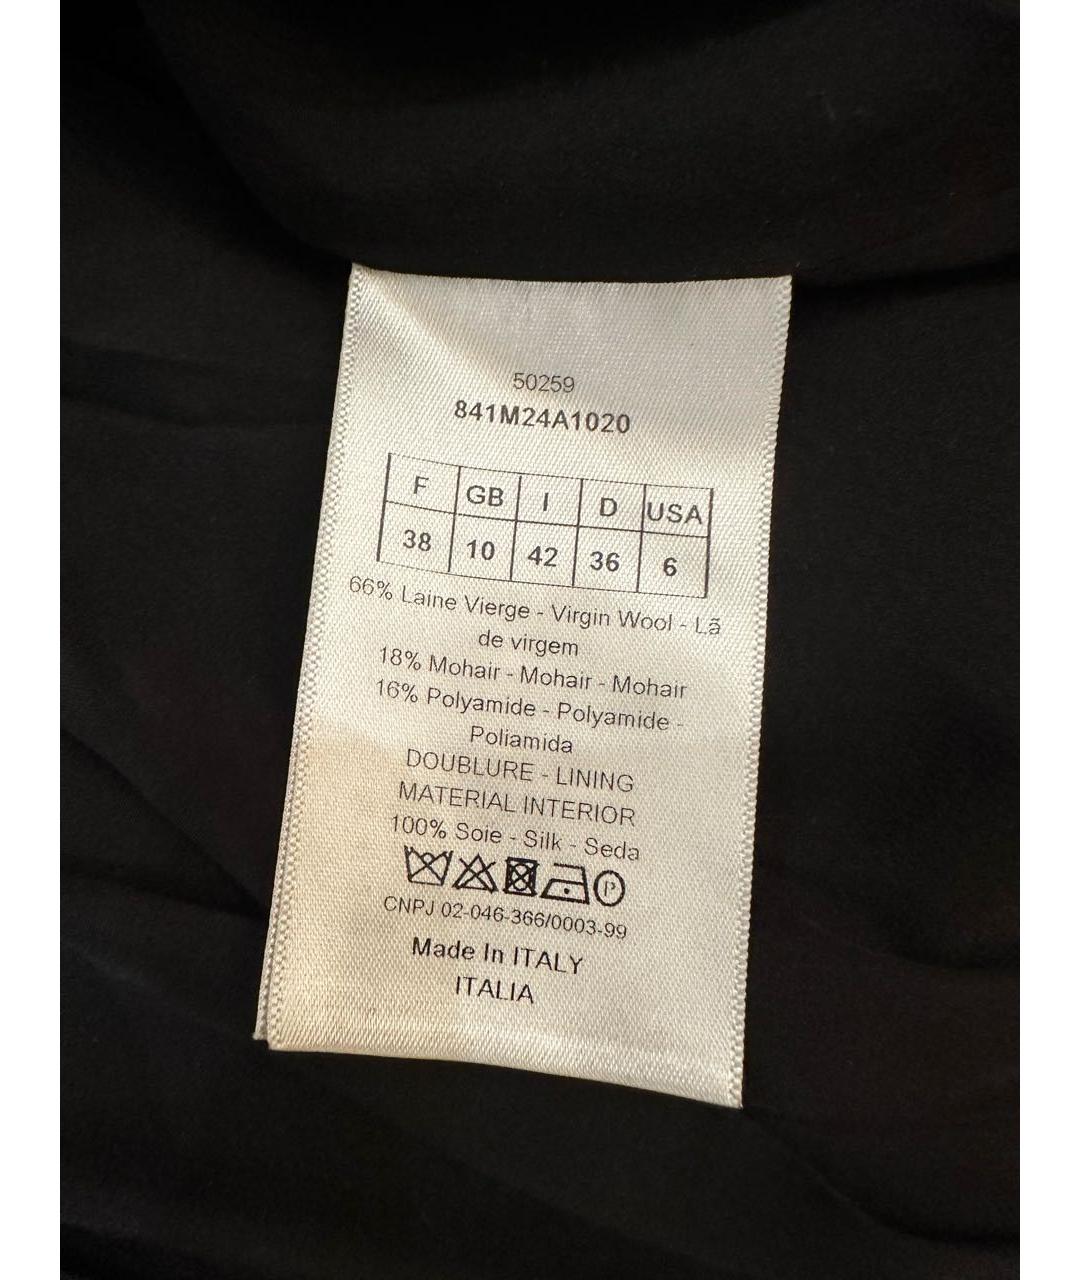 50259
841M24A1020
F GB I D USA
38 10 42 36 6
66% Laine Vierge - Virgin Wool - Lã
de virgem
18% Mohair - Mohair - Mohair
16% Polyamide - Polyamide -
Poliamida
DOUBLURE - LINING
MATERIAL INTERIOR
100% Soie - Silk - Seda
P
CNPJ 02-046-366/0003-99
Made In ITALY
ITALIA